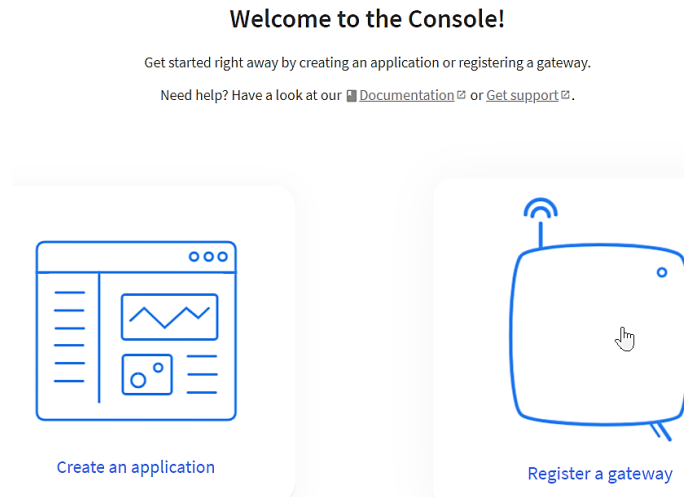 Welcome to the Console!
Get started right away by creating an application or registering a gateway.
Need help? Have a look at our Documentation or Get support.
Create an application
Register a gateway